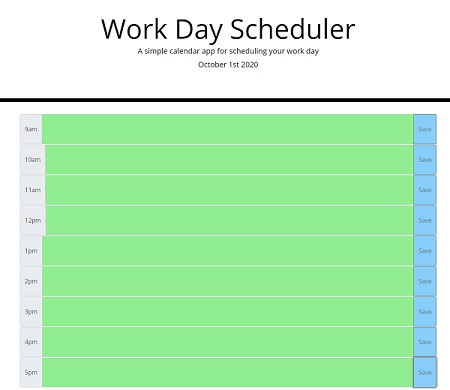 Work Day Scheduler
A simple calendar app for scheduling your work day
October 1st 2020
9am Save
10am Save
11am Save
12pm Save
1pm Save
2pm Save
3pm Save
4pm Save
5pm Save